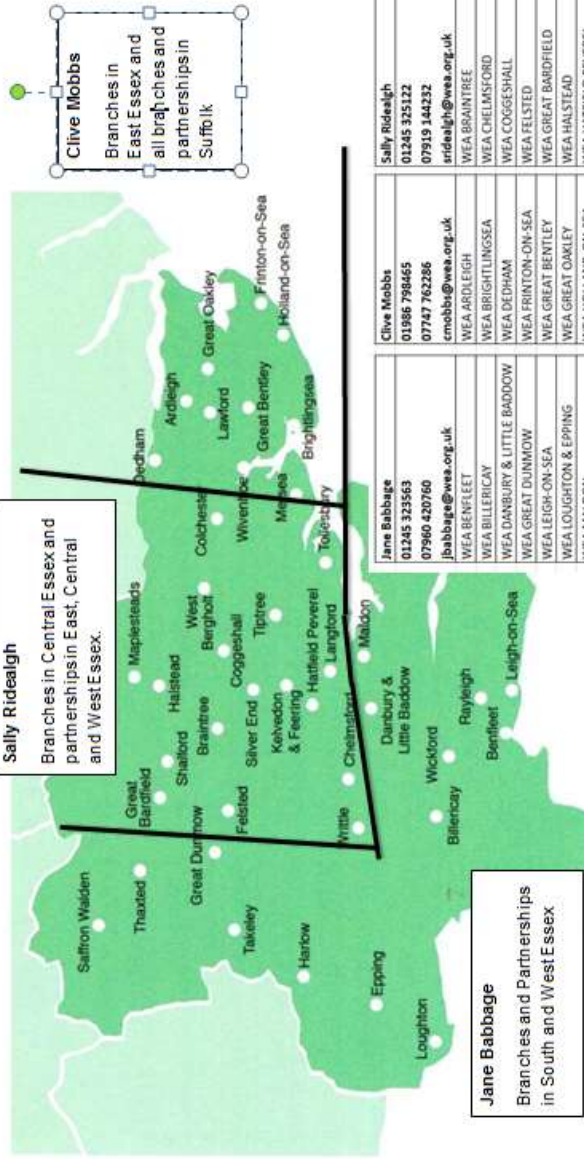 Sally Ridealgh
Branches in Central Essex and
partnerships in East, Central
and West Essex.
Clive Mobbs
Branches in
East Essex and
all branches and
partnerships in
Suffolk
Jane Babbage
Branches and Partnerships
in South and West Essex
Saffron Walden
Thaxted
Great Dunmow
Takeley
Harlow
Epping
Loughton
Great
Bardfield
Shalford
Felsted
Writtle
Maplesteads
Halstead
Braintree
Silver End
Kelvedon
& Feering
Hatfield Peverel
Langford
Chelmsford
Coggeshall
West
Bergholt
Tiptree
Colchester
Wivenhoe
Mersea
Tollesbury
Dedham
Ardleigh
Lawford
Great Oakley
Great Bentley
Brightlingsea
Frinton-on-Sea
Holland-on-Sea
Maldon
Danbury &
Little Baddow
Wickford
Billericay
Rayleigh
Benfleet
Leigh-on-Sea
Jane Babbage
01245 323563
07960 420760
jbabbage@wea.org.uk
WEA BENFLEET
WEA BILLERICAY
WEA DANBURY & LITTLE BADDOW
WEA GREAT DUNMOW
WEA LEIGH-ON-SEA
WEA LOUGHTON & EPPING
Clive Mobbs
01986 798465
07747 762286
cmobbs@wea.org.uk
WEA ARDLEIGH
WEA BRIGHTLINGSEA
WEA DEDHAM
WEA FRINTON-ON-SEA
WEA GREAT BENTLEY
WEA GREAT OAKLEY
Sally Ridealgh
01245 325122
07919 144232
sridealgh@wea.org.uk
WEA BRAINTREE
WEA CHELMSFORD
WEA COGGESHALL
WEA FELSTED
WEA GREAT BARDFIELD
WEA HALSTEAD